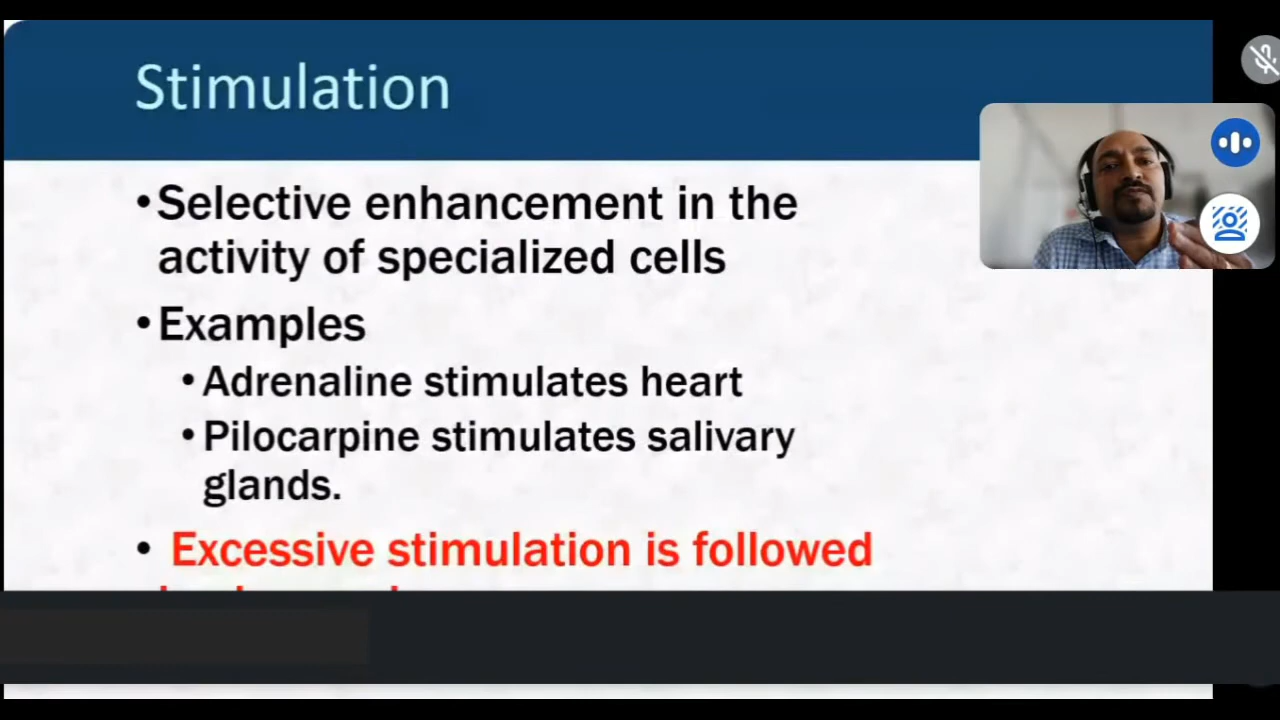 Stimulation
•Selective enhancement in the
activity of specialized cells
•Examples
•Adrenaline stimulates heart
•Pilocarpine stimulates salivary
glands.
• Excessive stimulation is followed